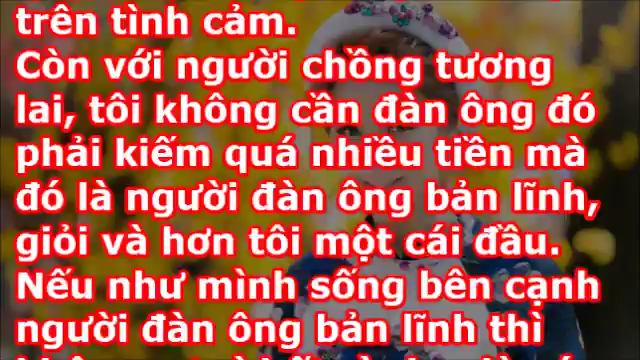 trên tình cảm.
Còn với người chồng tương
lai, tôi không cần đàn ông đó
phải kiếm quá nhiều tiền mà
đó là người đàn ông bản lĩnh,
giỏi và hơn tôi một cái đầu.
Nếu như mình sống bên cạnh
người đàn ông bản lĩnh thì